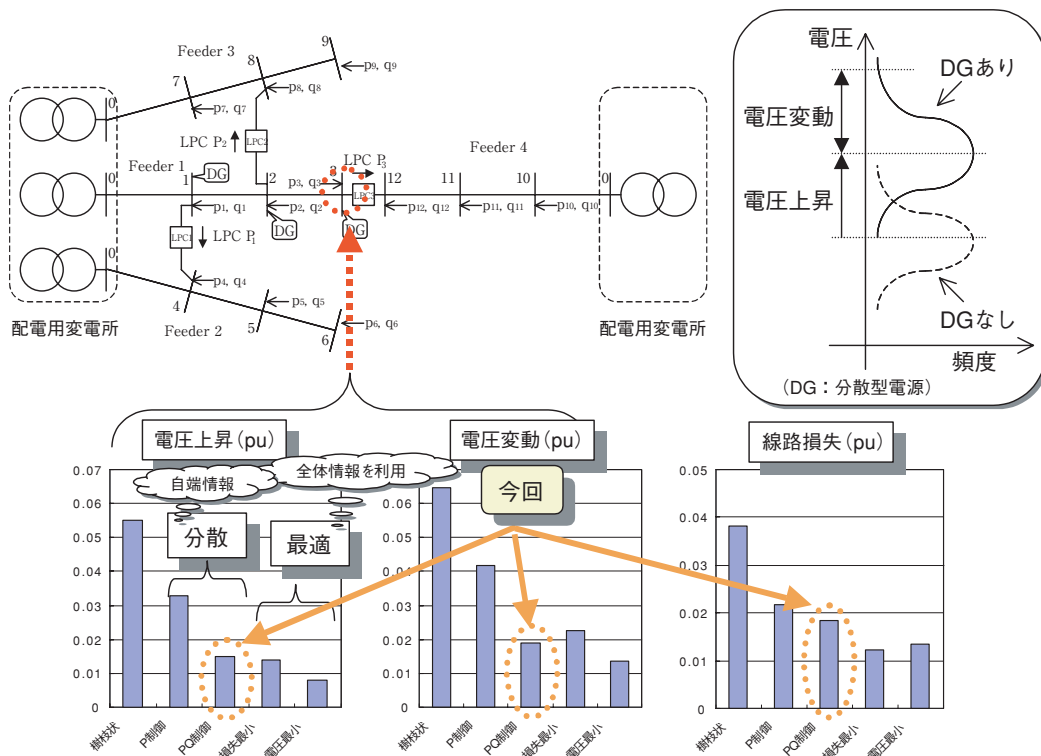 Feeder 3
7
8
9
p7, q7
p8, q8
p9, q9
0
LPC P2
LPC2
Feeder 1
0
1
DG
p1, q1
2
p2, q2
DG
p3, q3
3
LPC P3
LPC3
DG
12
p12, q12
Feeder 4
11
p11, q11
10
p10, q10
0
LPC1
LPC P1
0
p4, q4
4
p5, q5
5
p6, q6
6
Feeder 2
配電用変電所
配電用変電所
電圧
DGあり
電圧変動
電圧上昇
DGなし
頻度
（DG：分散型電源）
電圧上昇（pu）
自端情報
全体情報を利用
分散
最適
0.07
0.06
0.05
0.04
0.03
0.02
0.01
0
樹枝状
P制御
PQ制御
損失最小
電圧最小
電圧変動（pu）
今回
0.07
0.06
0.05
0.04
0.03
0.02
0.01
0
樹枝状
P制御
PQ制御
損失最小
電圧最小
線路損失（pu）
0.05
0.04
0.03
0.02
0.01
0
樹枝状
P制御
PQ制御
損失最小
電圧最小